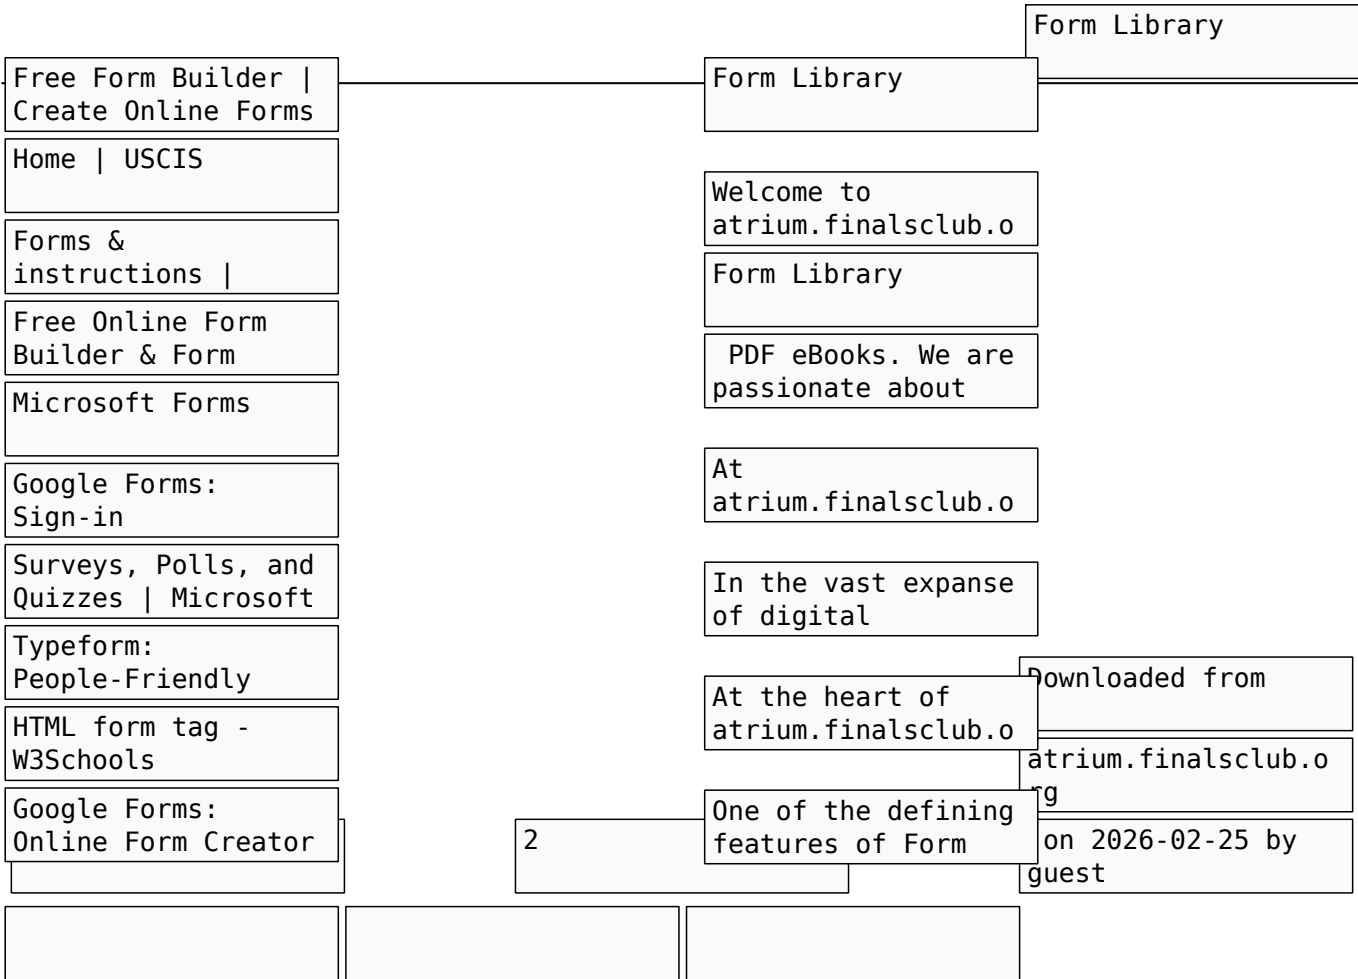 Form Library
Free Form Builder |
Create Online Forms
Home | USCIS
Forms &
instructions |
Free Online Form
Builder & Form
Microsoft Forms
Google Forms:
Sign-in
Surveys, Polls, and
Quizzes | Microsoft
Typeform:
People-Friendly
HTML form tag -
W3Schools
Google Forms:
Online Form Creator
2
Form Library
Welcome to
atrium.finalsclub.o
Form Library
PDF eBooks. We are
passionate about
At
atrium.finalsclub.o
In the vast expanse
of digital
At the heart of
atrium.finalsclub.o
One of the defining
features of Form
Downloaded from
atrium.finalsclub.o
rg
on 2026-02-25 by
guest